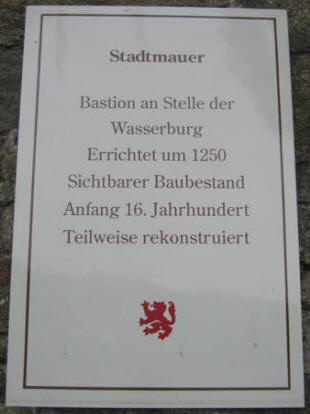 Stadtmauer
Bastion an Stelle der
Wasserburg
Errichtet um 1250
Sichtbarer Baubestand
Anfang 16. Jahrhundert
Teilweise rekonstruiert